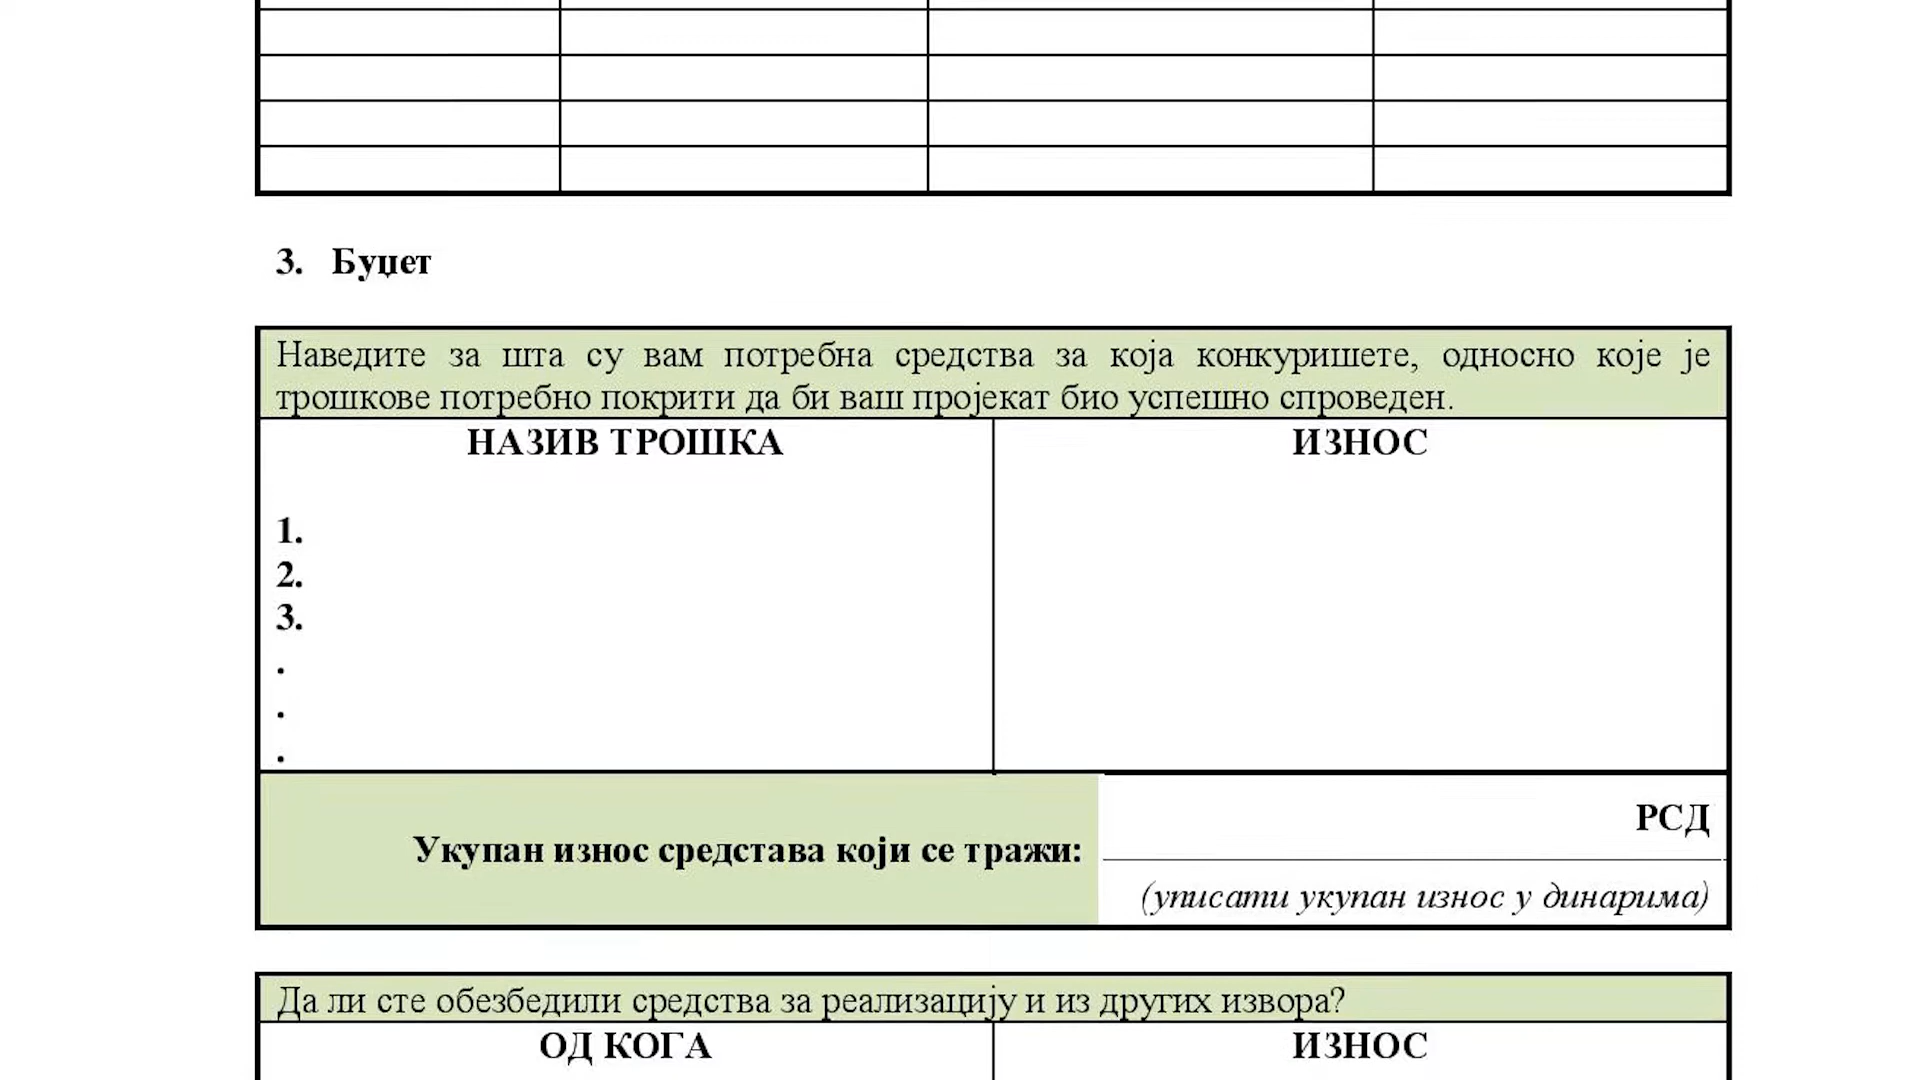 3. Буџет
Наведите за шта су вам потребна средства за која конкуришете, односно које је
трошкове потребно покрити да би ваш пројекат био успешно спроведен.
НАЗИВ ТРОШКА
ИЗНОС
1.
2.
3.
.
.
.
Укупан износ средстава који се тражи:
РСД
(уписати укупан износ у динарима)
Да ли сте обезбедили средства за реализацију и из других извора?
ОД КОГА
ИЗНОС